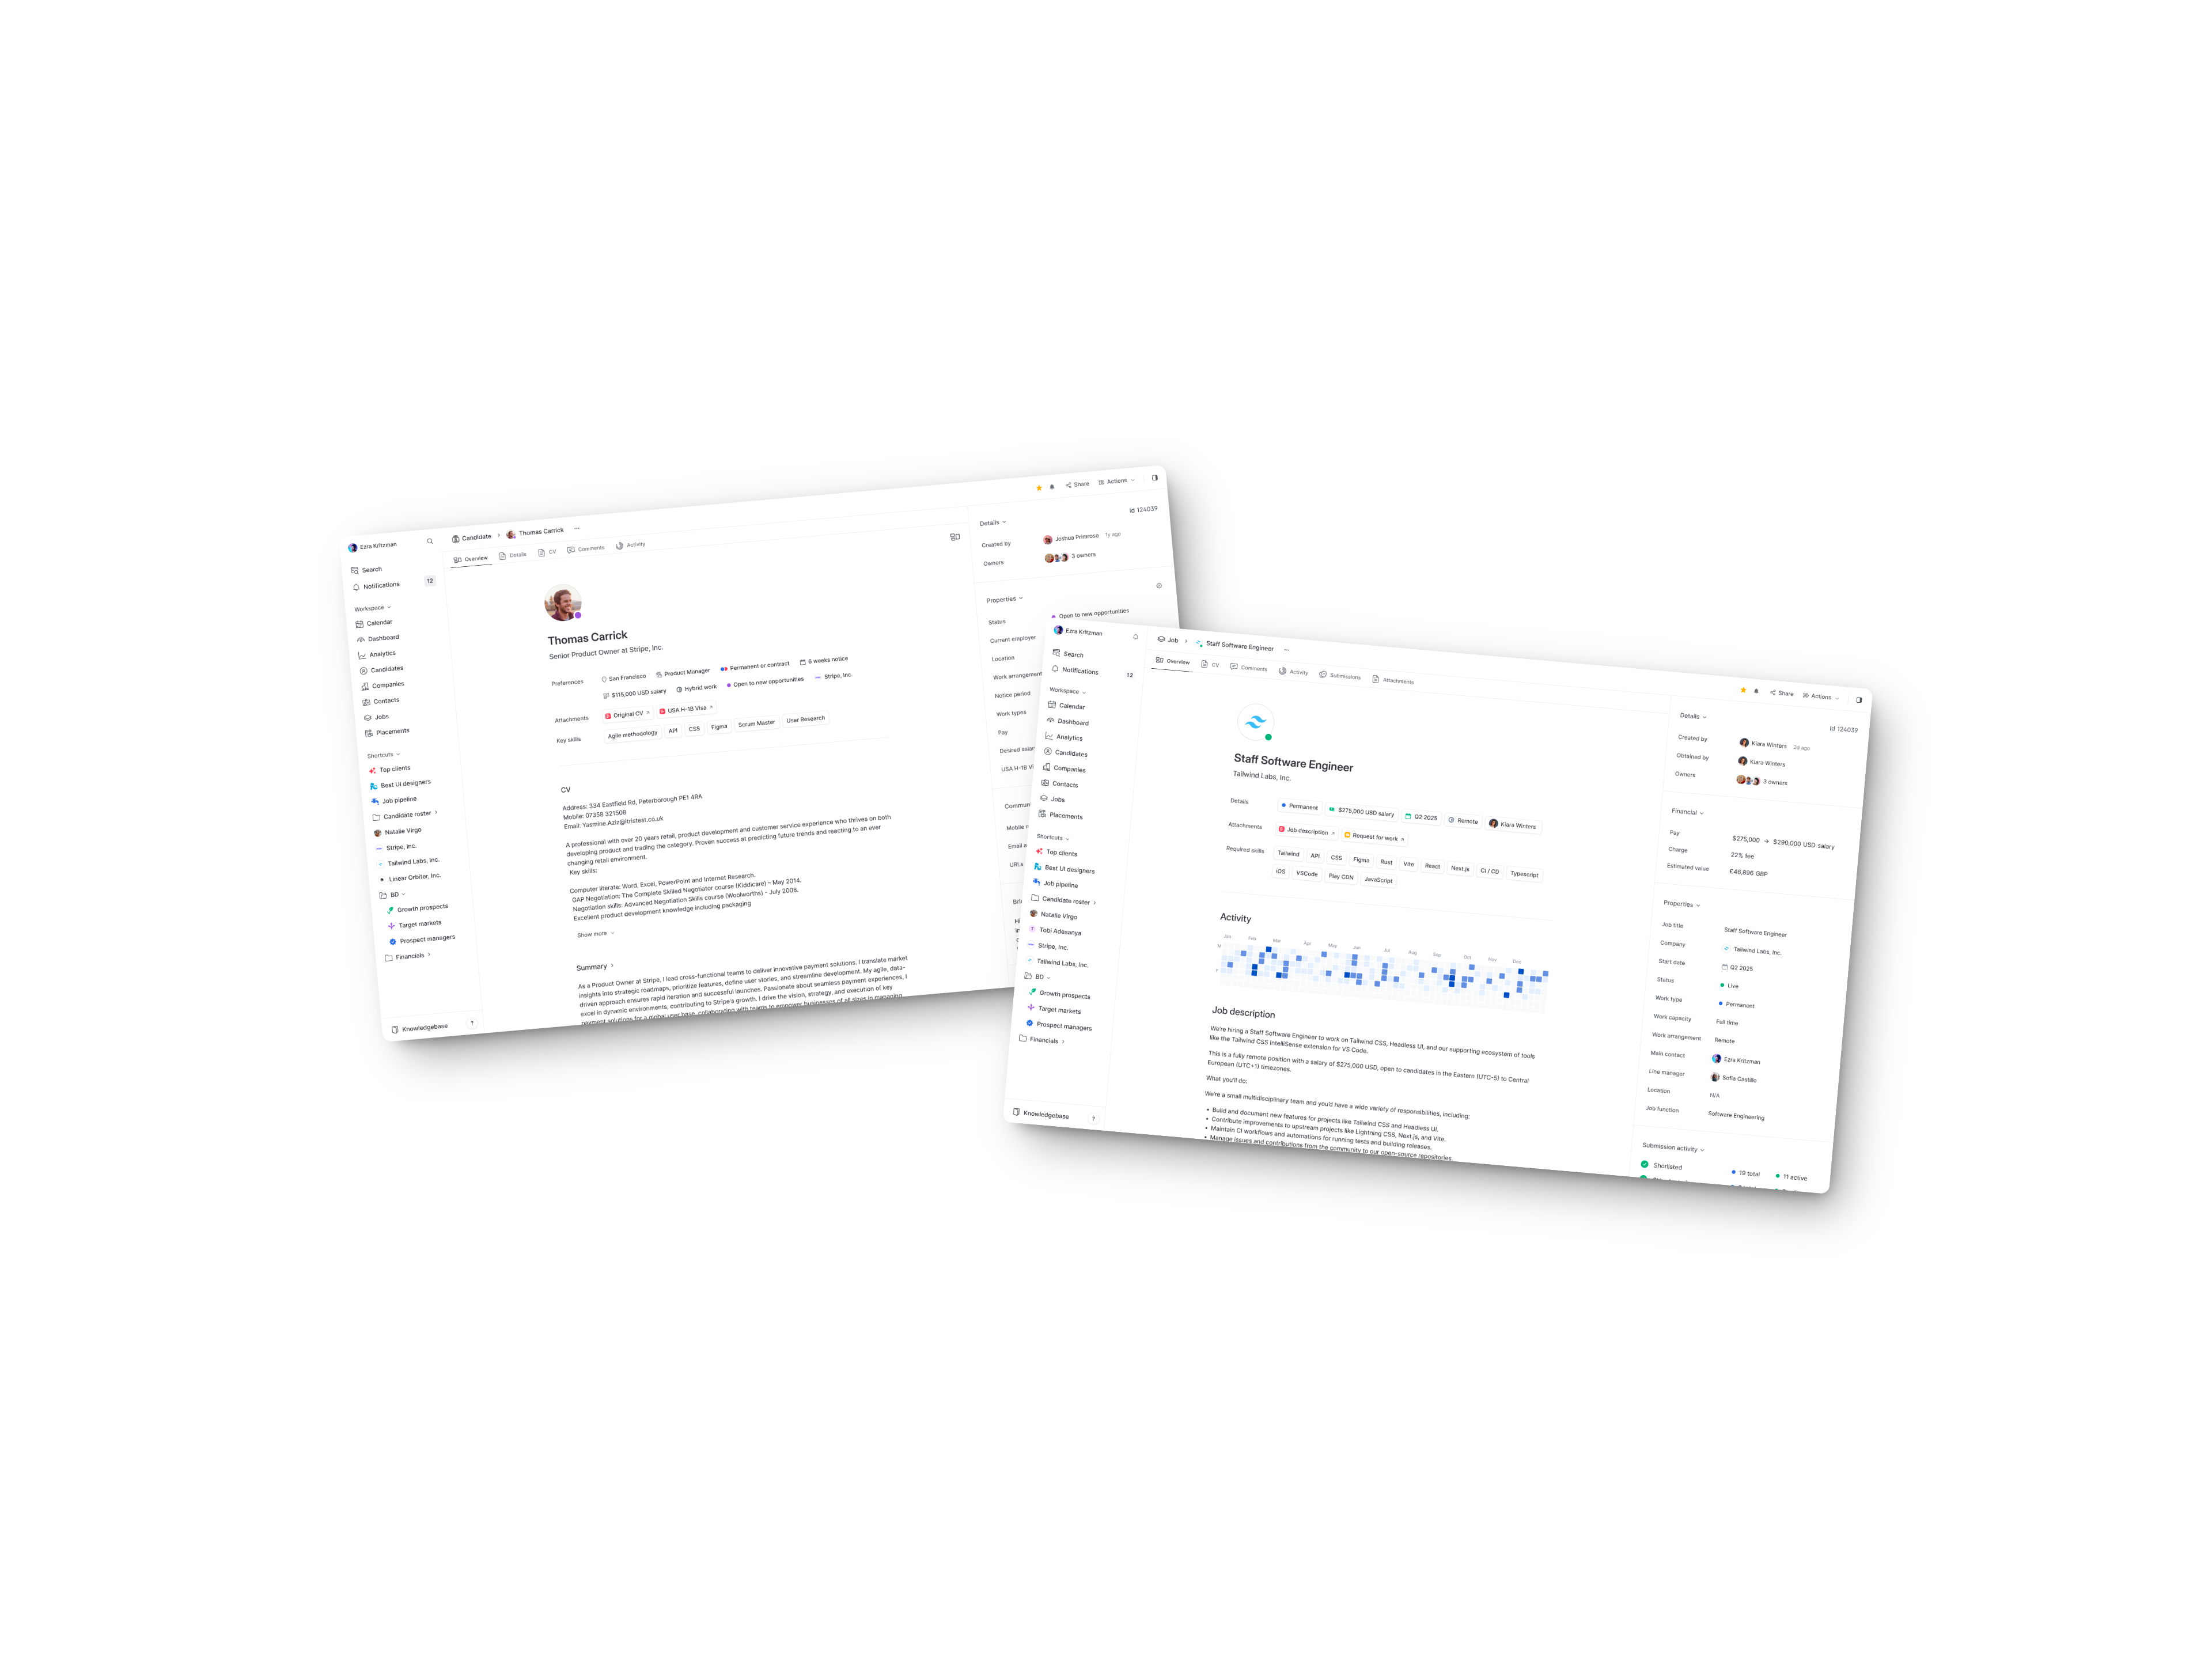 Ezra Kritzman
Search
Notifications 12
Workspace
Calendar
Dashboard
Analytics
Candidates
Companies
Contacts
Jobs
Placements
Shortcuts
Top clients
Best UI designers
Job pipeline
Candidate roster
Natalie Virgo
Stripe, Inc.
Tailwind Labs, Inc.
Linear Orbiter, Inc.
BD
Growth prospects
Target markets
Prospect managers
Financials
Knowledgebase ?
Candidate > Thomas Carrick ...
Share Actions
Overview Details CV Comments Activity
Thomas Carrick
Senior Product Owner at Stripe, Inc.
Preferences San Francisco Product Manager Permanent or contract 6 weeks notice
$115,000 USD salary Hybrid work Open to new opportunities Stripe, Inc.
Attachments Original CV USA H-1B Visa
Key skills Agile methodology API CSS Figma Scrum Master User Research
CV
Address: 334 Eastfield Rd, Peterborough PE1 4RA
Mobile: 07358 321508
Email: Yasmine.Aziz@itristest.co.uk
A professional with over 20 years retail, product development and customer service experience who thrives on both
developing product and trading the category. Proven success at predicting future trends and reacting to an ever
changing retail environment.
Key skills:
Computer literate: Word, Excel, PowerPoint and Internet Research.
GAP Negotiation: The Complete Skilled Negotiator course (Kiddicare) – May 2014.
Negotiation skills: Advanced Negotiation Skills course (Woolworths) - July 2008.
Excellent product development knowledge including packaging
Show more
Summary
As a Product Owner at Stripe, I lead cross-functional teams to deliver innovative payment solutions. I translate market
insights into strategic roadmaps, prioritize features, define user stories, and streamline development. My agile, data-
driven approach ensures rapid iteration and successful launches. Passionate about seamless payment experiences, I
excel in dynamic environments, contributing to Stripe's growth. I drive the vision, strategy, and execution of key
payment solutions for a global user base, collaborating with teams to empower businesses of all sizes in managing
Details Id 124039
Created by Joshua Primrose 1y ago
Owners 3 owners
Properties
Status Open to new opportunities
Current employer
Location
Work arrangement
Notice period
Work types
Pay
Desired salar
USA H-1B Vi
Commun
Mobile n
Email a
URLs
Brie
Ezra Kritzman
Search
Notifications 12
Workspace
Calendar
Dashboard
Analytics
Candidates
Companies
Contacts
Jobs
Placements
Shortcuts
Top clients
Best UI designers
Job pipeline
Candidate roster
Natalie Virgo
Tobi Adesanya
Stripe, Inc.
Tailwind Labs, Inc.
BD
Growth prospects
Target markets
Prospect managers
Financials
Knowledgebase ?
Job > Staff Software Engineer ...
Share Actions
Overview CV Comments Activity Submissions Attachments
Staff Software Engineer
Tailwind Labs, Inc.
Details Permanent $275,000 USD salary Q2 2025 Remote Kiara Winters
Attachments Job description Request for work
Required skills Tailwind API CSS Figma Rust Vite React Next.js CI / CD Typescript
iOS VSCode Play CDN JavaScript
Activity
Jan Feb Mar Apr May Jun Jul Aug Sep Oct Nov Dec
M
F
Job description
We're hiring a Staff Software Engineer to work on Tailwind CSS, Headless UI, and our supporting ecosystem of tools
like the Tailwind CSS IntelliSense extension for VS Code.
This is a fully remote position with a salary of $275,000 USD, open to candidates in the Eastern (UTC-5) to Central
European (UTC+1) timezones.
What you'll do:
We're a small multidisciplinary team and you'd have a wide variety of responsibilities, including:
• Build and document new features for projects like Tailwind CSS and Headless UI.
• Contribute improvements to upstream projects like Lightning CSS, Next.js, and Vite.
• Maintain CI workflows and automations for running tests and building releases.
• Manage issues and contributions from the community to our open-source repositories.
Details Id 124039
Created by Kiara Winters 2d ago
Obtained by Kiara Winters
Owners 3 owners
Financial
Pay $275,000 → $290,000 USD salary
Charge 22% fee
Estimated value £46,896 GBP
Properties
Job title Staff Software Engineer
Company Tailwind Labs, Inc.
Start date Q2 2025
Status Live
Work type Permanent
Work capacity Full time
Work arrangement Remote
Main contact Ezra Kritzman
Line manager Sofia Castillo
Location N/A
Job function Software Engineering
Submission activity
Shortlisted 19 total 11 active